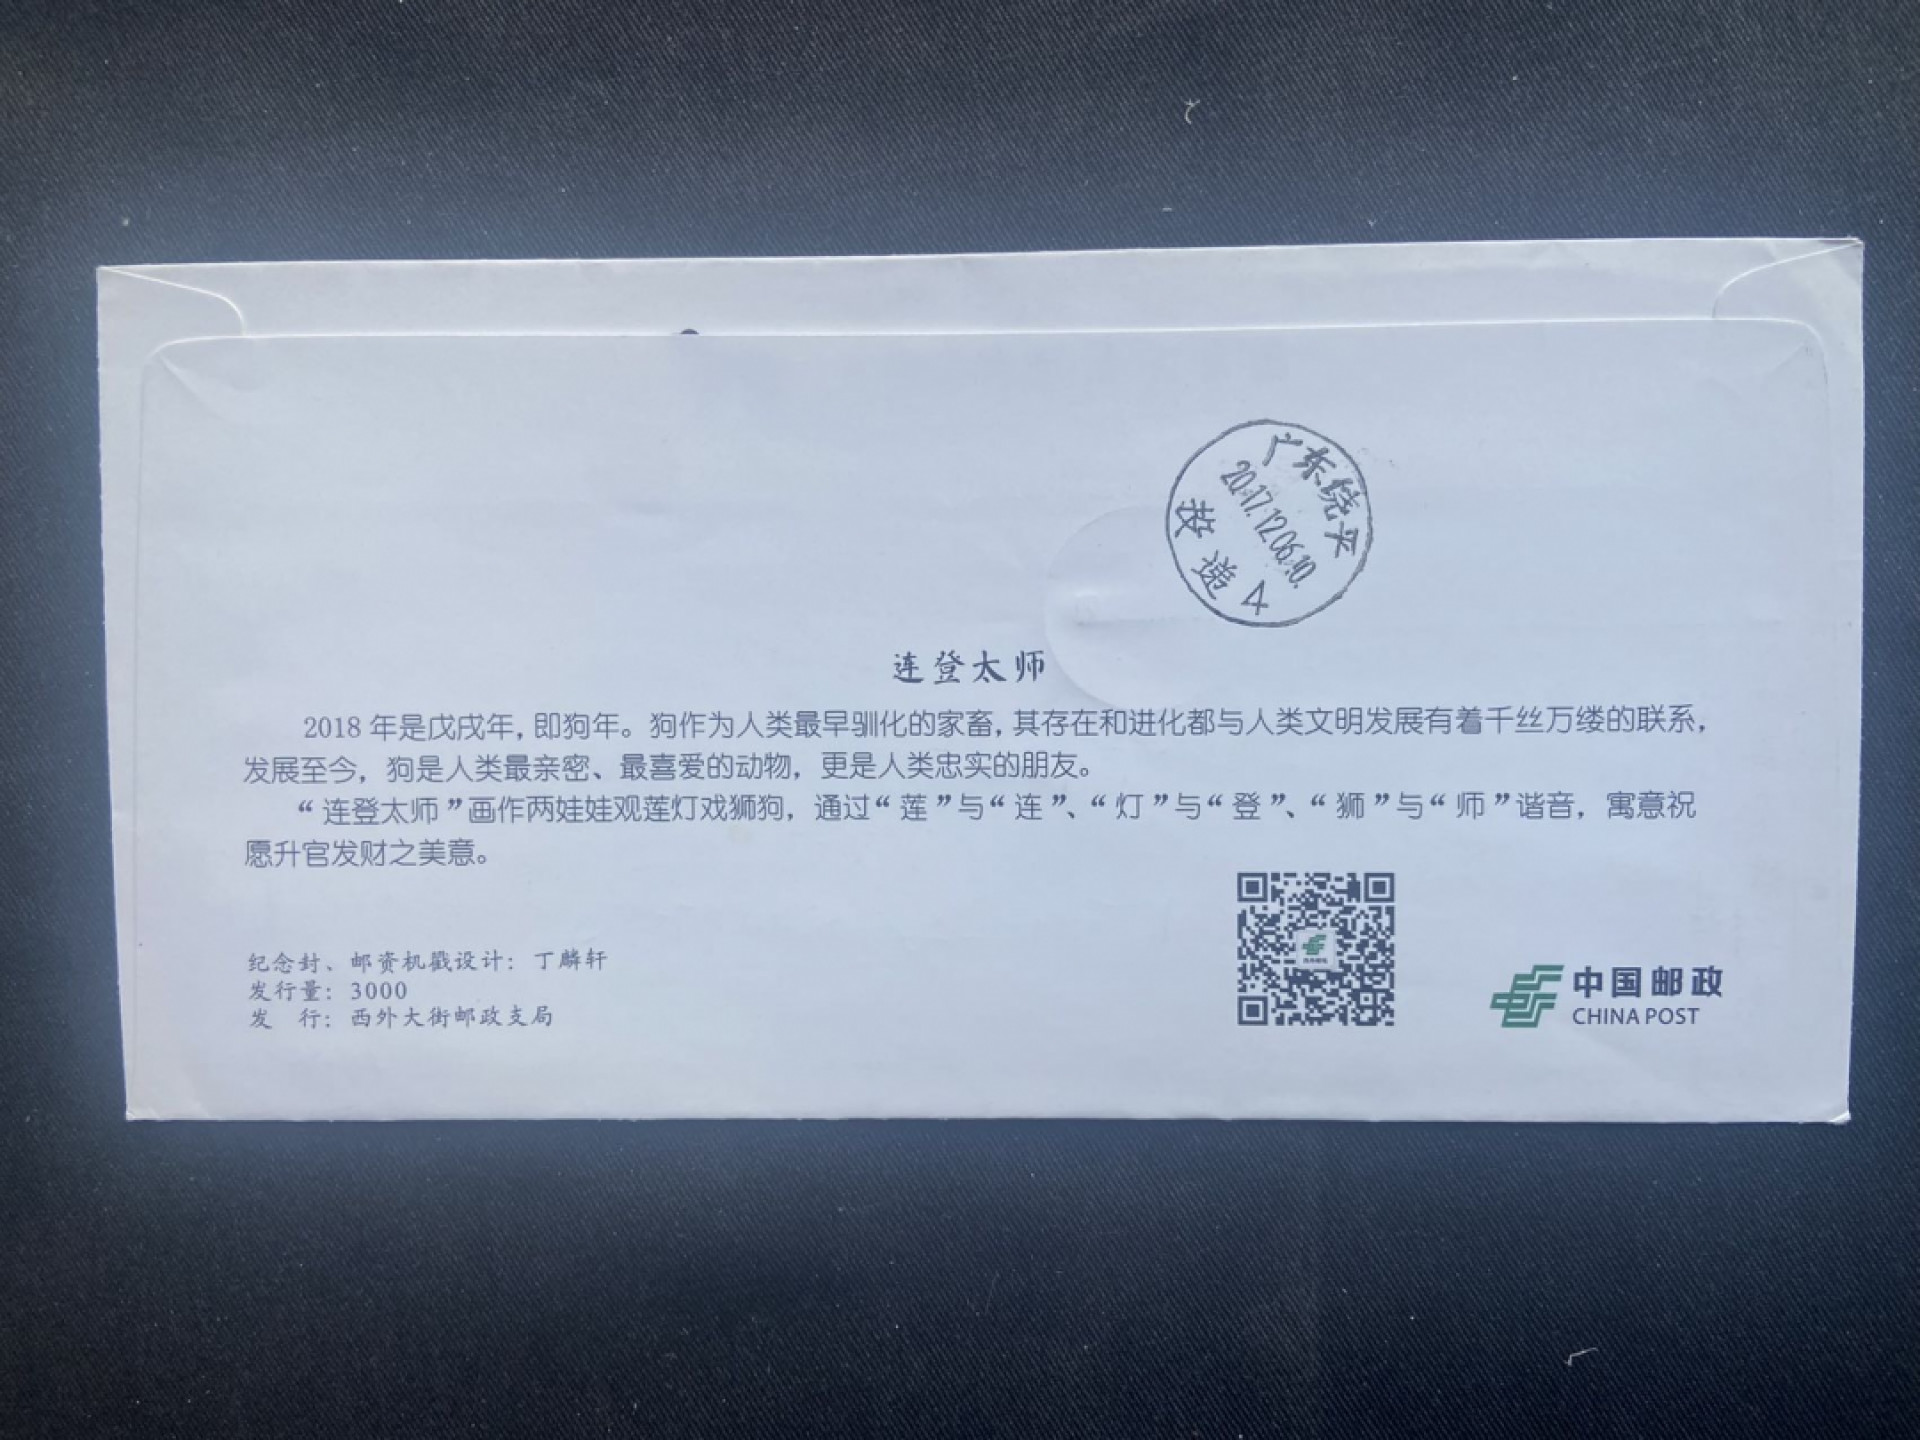 广东饶平
2017.12.06.10.
投递4
连登太师
2018年是戊戌年，即狗年。狗作为人类最早驯化的家畜，其存在和进化都与人类文明发展有着千丝万缕的联系，
发展至今，狗是人类最亲密、最喜爱的动物，更是人类忠实的朋友。
“连登太师”画作两娃娃观莲灯戏狮狗，通过“莲”与“连”、“灯”与“登”、“狮”与“师”谐音，寓意祝
愿升官发财之美意。
纪念封、邮资机戳设计：丁麟轩
发行量：3000
发 行：西外大街邮政支局
中国邮政
CHINA POST